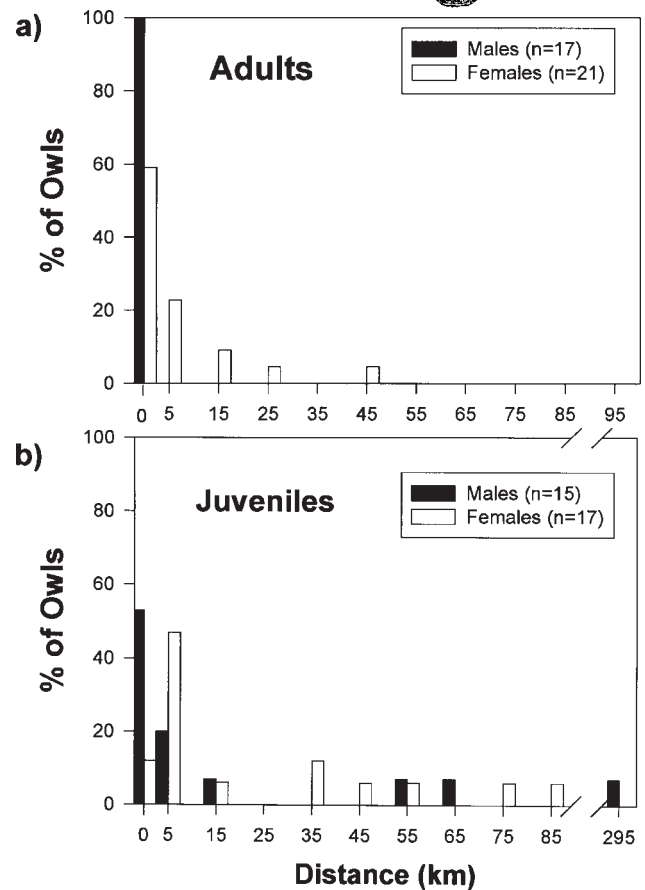 a)
Adults
Males (n=17)
Females (n=21)
% of Owls
100
80
60
40
20
0
0 5 15 25 35 45 55 65 75 85 95
b)
Juveniles
Males (n=15)
Females (n=17)
% of Owls
100
80
60
40
20
0
0 5 15 25 35 45 55 65 75 85 295
Distance (km)